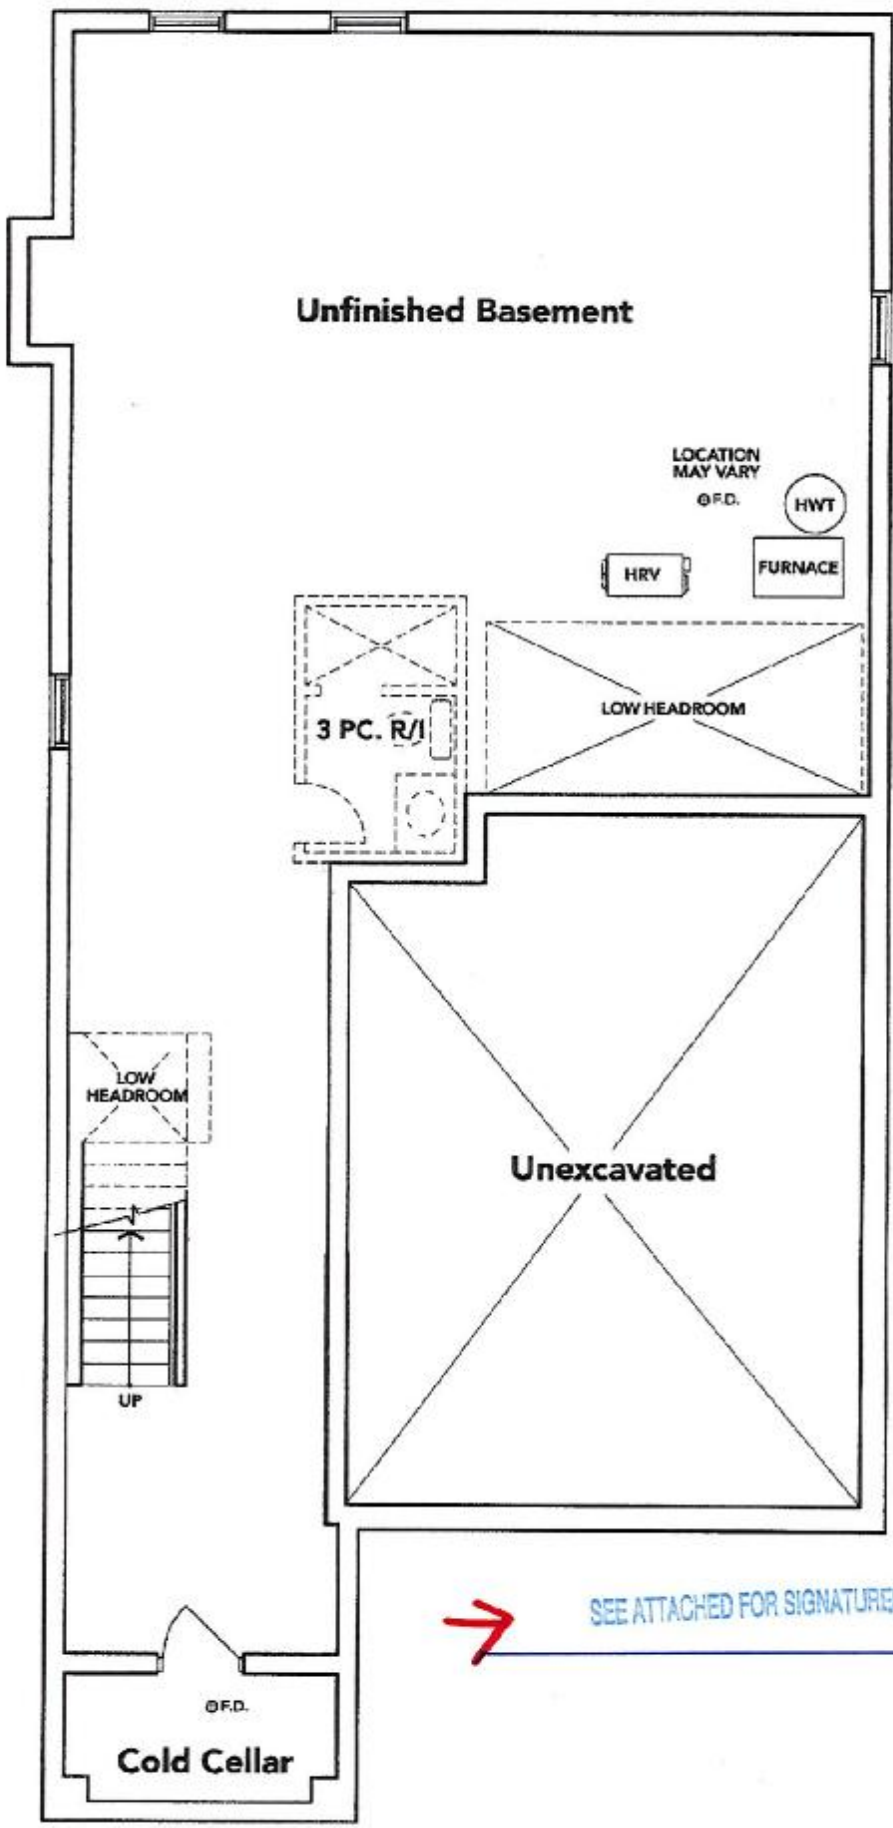 Unfinished Basement
LOCATION
MAY VARY
F.D.
HWT
HRV
FURNACE
3 PC. R/I
LOW HEADROOM
LOW
HEADROOM
Unexcavated
UP
SEE ATTACHED FOR SIGNATURE
F.D.
Cold Cellar